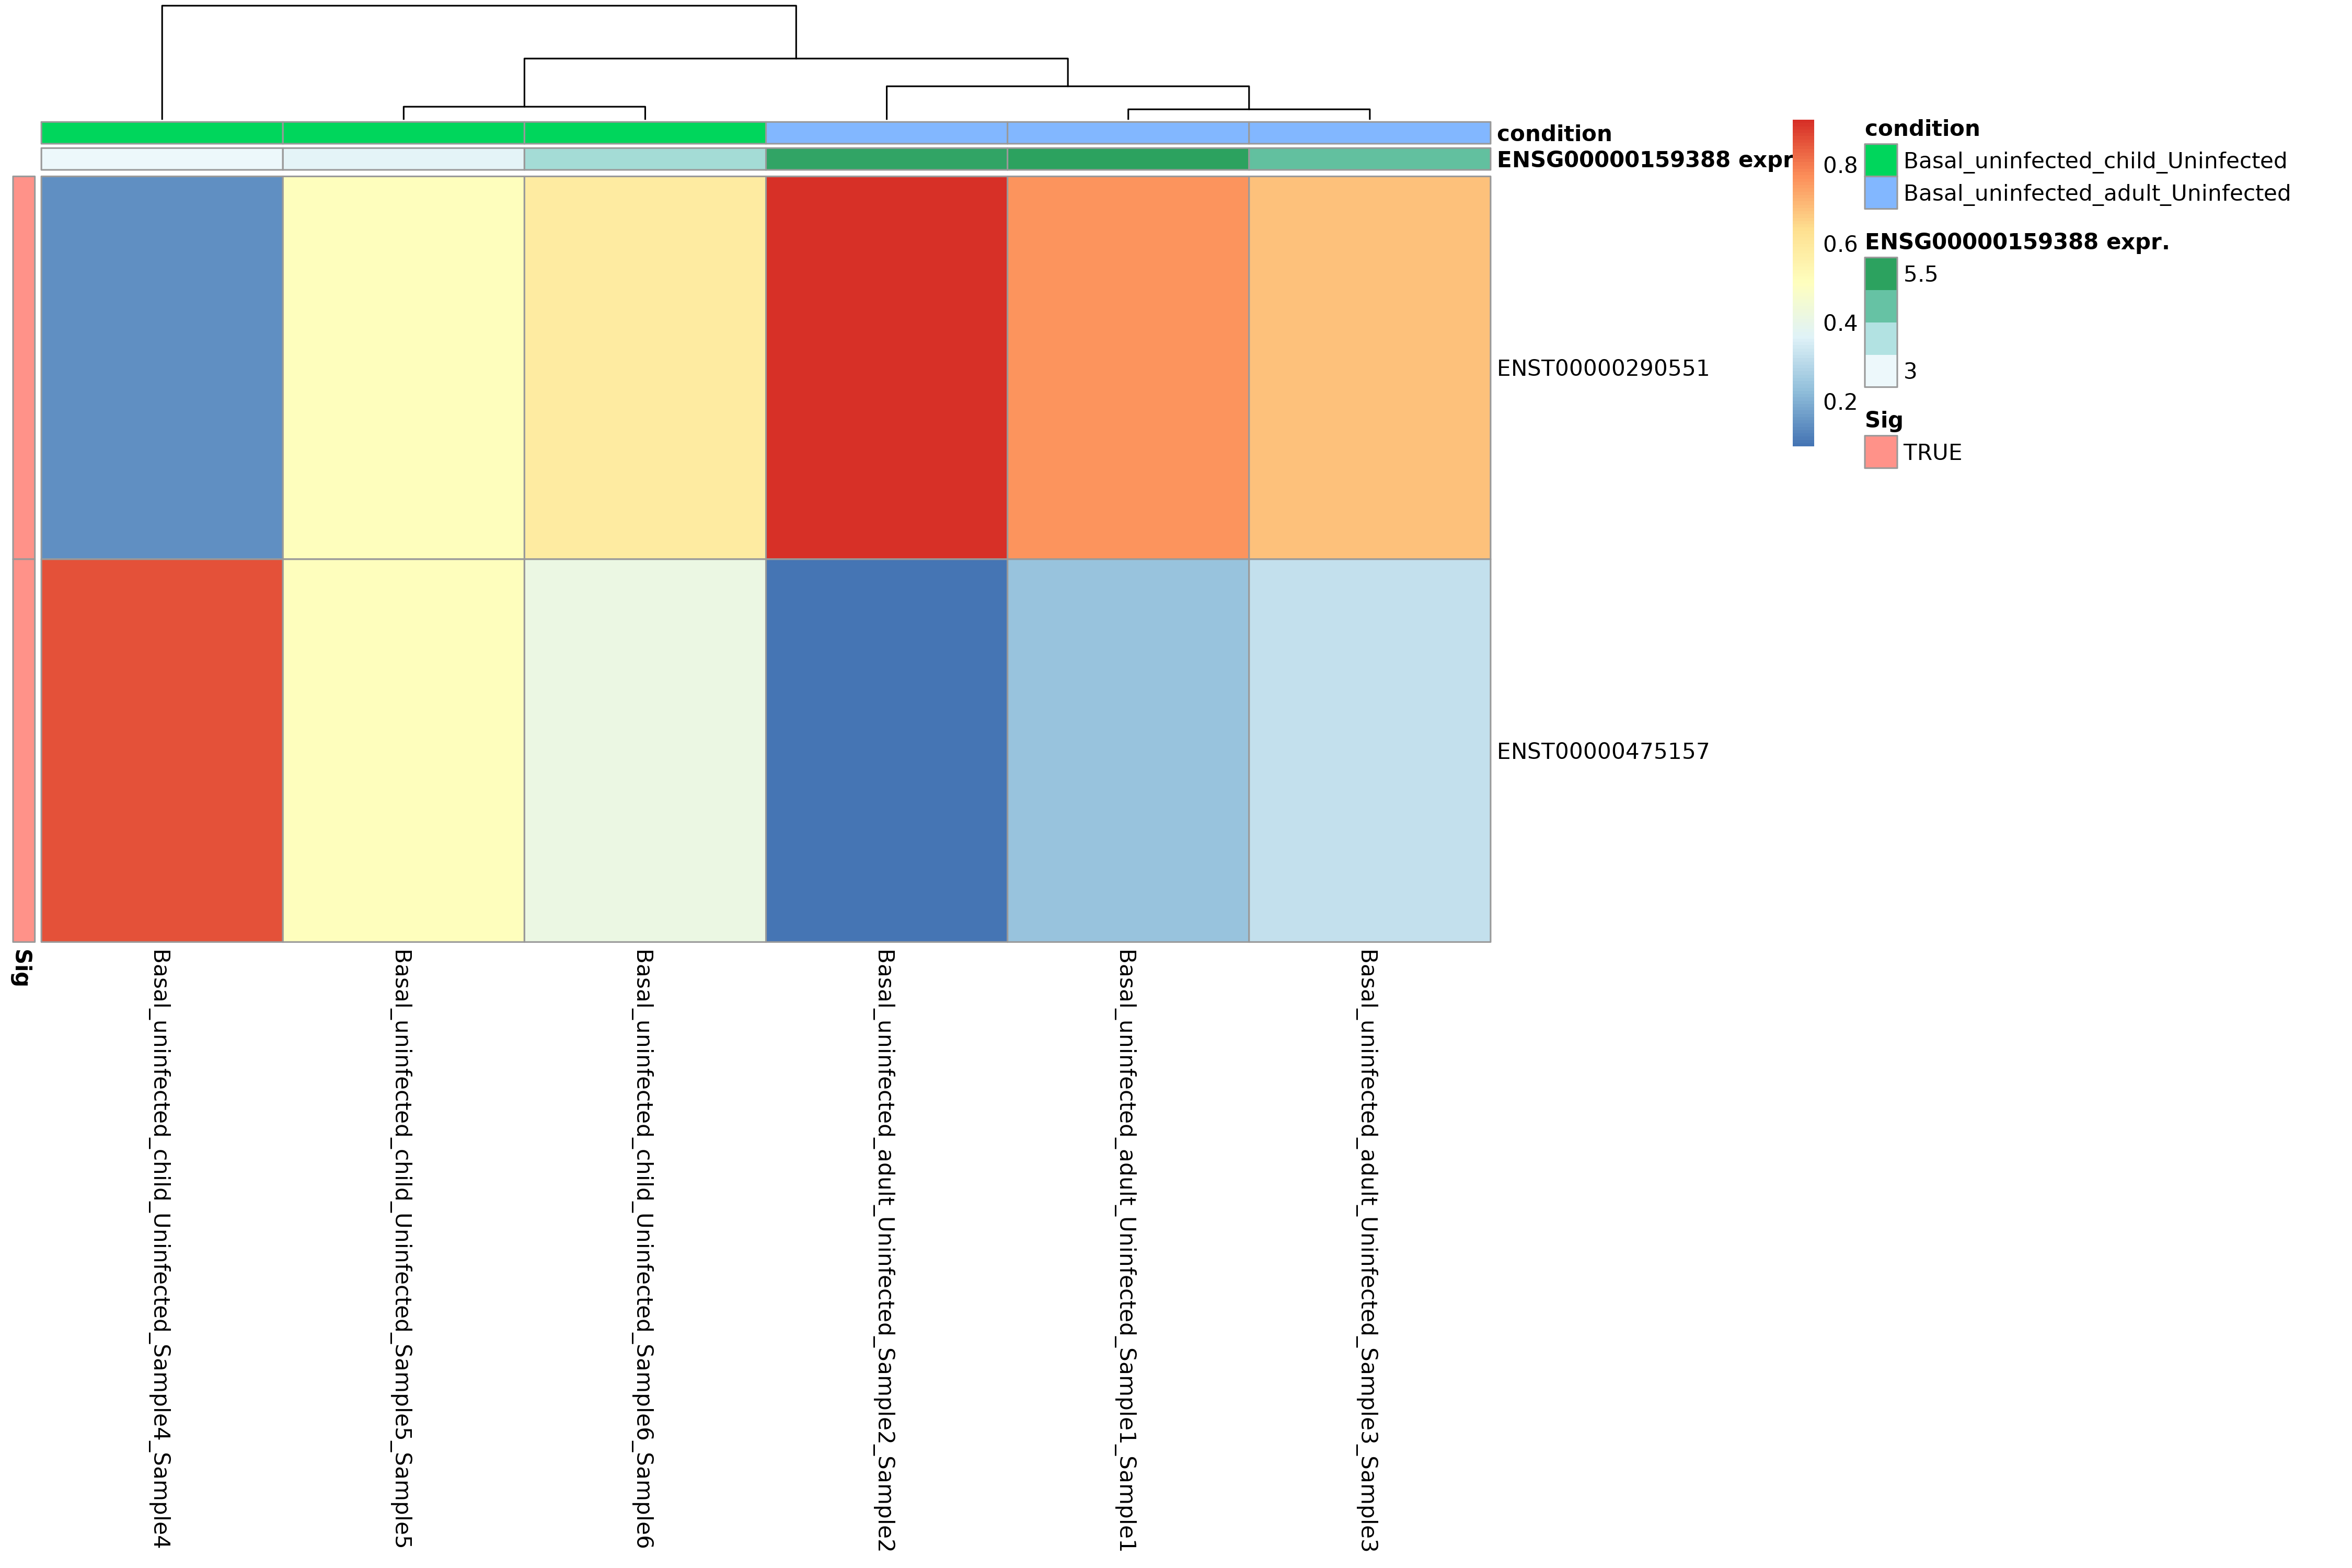 condition
ENSG00000159388 expr
ENST00000290551
ENST00000475157
0.8
0.6
0.4
0.2
condition
Basal_uninfected_child_Uninfected
Basal_uninfected_adult_Uninfected
ENSG00000159388 expr.
5.5
3
Sig
TRUE
Sig
Basal_uninfected_child_Uninfected_Sample4_Sample4
Basal_uninfected_child_Uninfected_Sample5_Sample5
Basal_uninfected_child_Uninfected_Sample6_Sample6
Basal_uninfected_adult_Uninfected_Sample2_Sample2
Basal_uninfected_adult_Uninfected_Sample1_Sample1
Basal_uninfected_adult_Uninfected_Sample3_Sample3